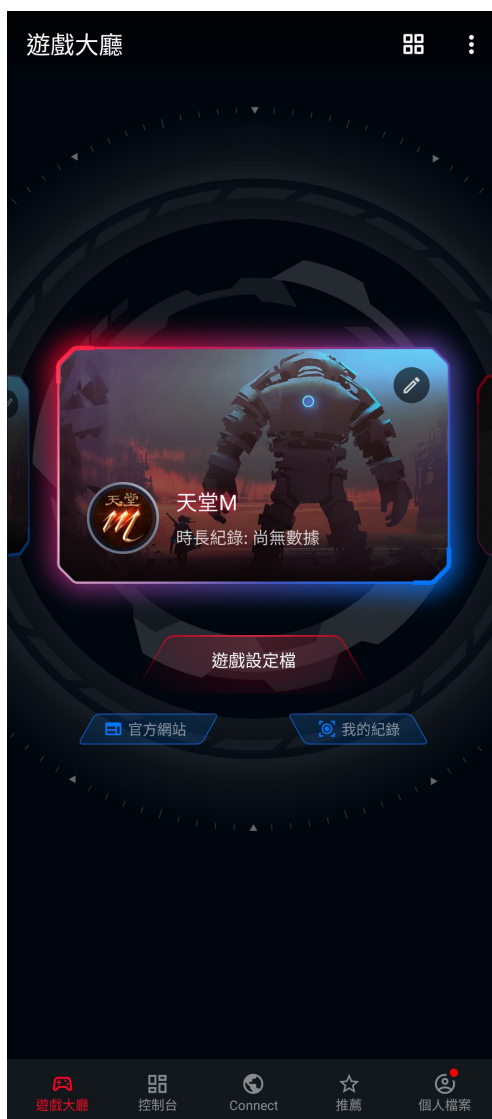 遊戲大廳
天堂
M
天堂M
時長紀錄: 尚無數據
遊戲設定檔
官方網站
我的紀錄
遊戲大廳
控制台
Connect
推薦
個人檔案